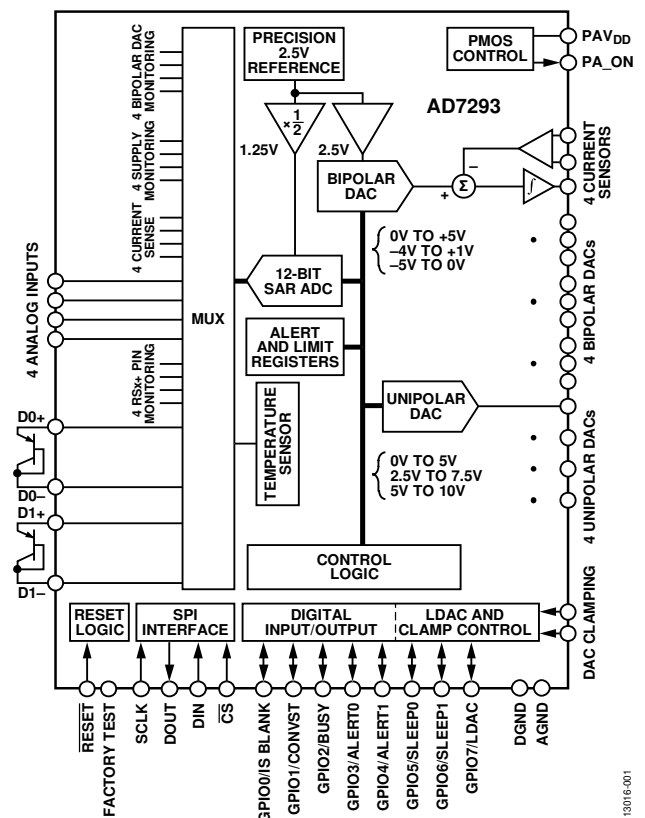 4 BIPOLAR DAC
MONITORING
4 SUPPLY
MONITORING
4 CURRENT
SENSE
4 RSx+ PIN
MONITORING
4 ANALOG INPUTS
D0+
D0–
D1+
D1–
MUX
PRECISION
2.5V
REFERENCE
×1/2
1.25V
2.5V
PMOS
CONTROL
PAVDD
PA_ON
AD7293
BIPOLAR
DAC
+
–
Σ
∫
4 CURRENT
SENSORS
0V TO +5V
–4V TO +1V
–5V TO 0V
4 BIPOLAR DACs
12-BIT
SAR ADC
ALERT
AND LIMIT
REGISTERS
TEMPERATURE
SENSOR
UNIPOLAR
DAC
0V TO 5V
2.5V TO 7.5V
5V TO 10V
4 UNIPOLAR DACs
CONTROL
LOGIC
RESET
LOGIC
SPI
INTERFACE
DIGITAL
INPUT/OUTPUT
LDAC AND
CLAMP CONTROL
DAC CLAMPING
RESET
FACTORY TEST
SCLK
DOUT
DIN
CS
GPIO0/IS BLANK
GPIO1/CONVST
GPIO2/BUSY
GPIO3/ALERT0
GPIO4/ALERT1
GPIO5/SLEEP0
GPIO6/SLEEP1
GPIO7/LDAC
DGND
AGND
13016-001